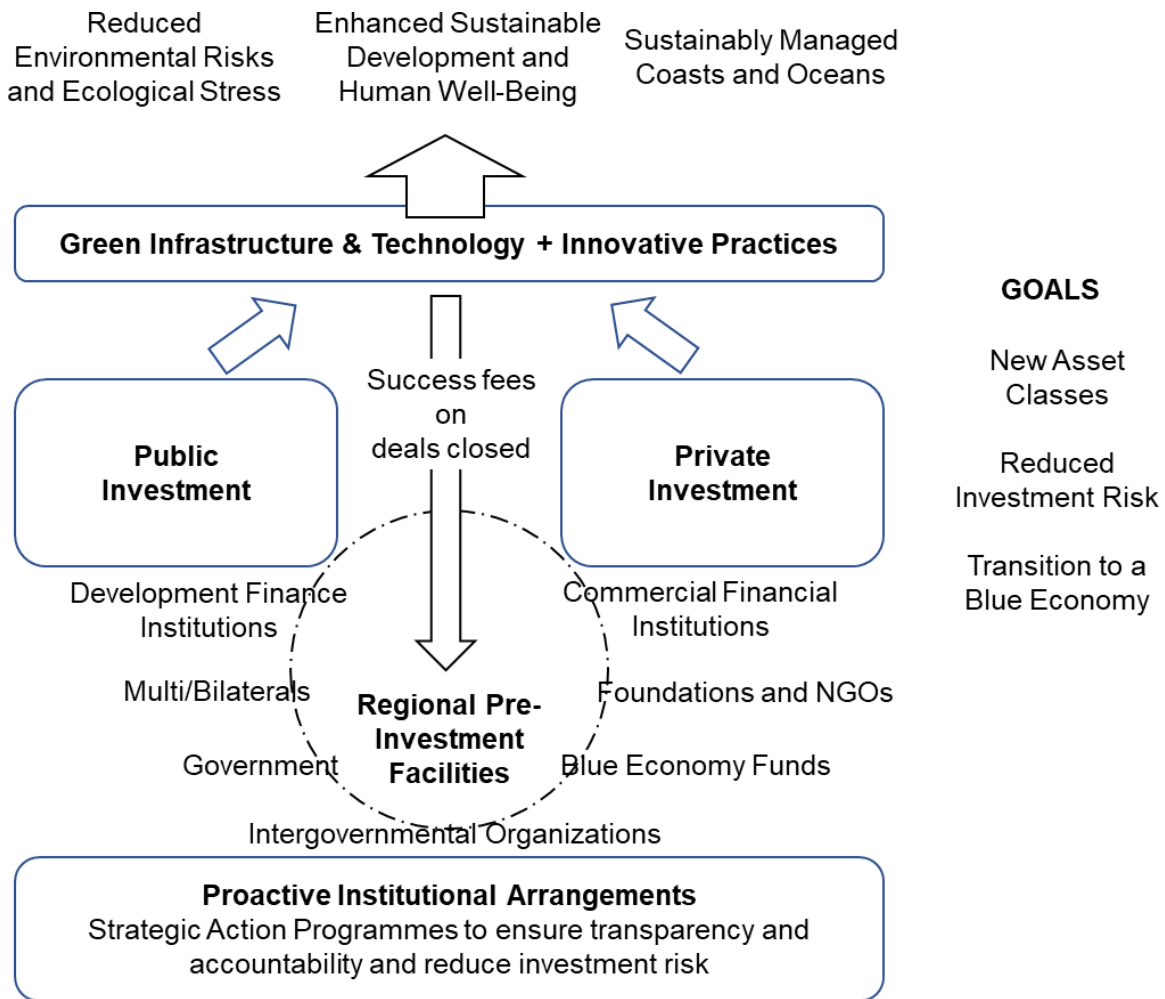 Reduced
Environmental Risks
and Ecological Stress
Enhanced Sustainable
Development and
Human Well-Being
Sustainably Managed
Coasts and Oceans
Green Infrastructure & Technology + Innovative Practices
Success fees
on
deals closed
Public
Investment
Private
Investment
Development Finance
Institutions
Multi/Bilaterals
Government
Regional Pre-
Investment
Facilities
Commercial Financial
Institutions
Foundations and NGOs
Blue Economy Funds
Intergovernmental Organizations
Proactive Institutional Arrangements
Strategic Action Programmes to ensure transparency and
accountability and reduce investment risk
GOALS
New Asset
Classes
Reduced
Investment Risk
Transition to a
Blue Economy